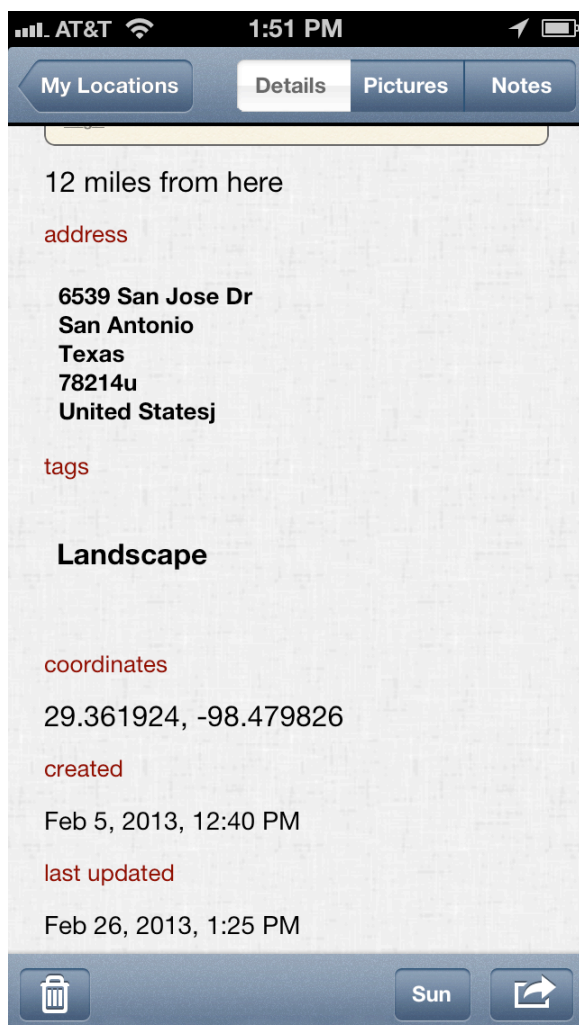 AT&T 1:51 PM
My Locations Details Pictures Notes
12 miles from here
address
6539 San Jose Dr
San Antonio
Texas
78214u
United Statesj
tags
Landscape
coordinates
29.361924, -98.479826
created
Feb 5, 2013, 12:40 PM
last updated
Feb 26, 2013, 1:25 PM
Sun